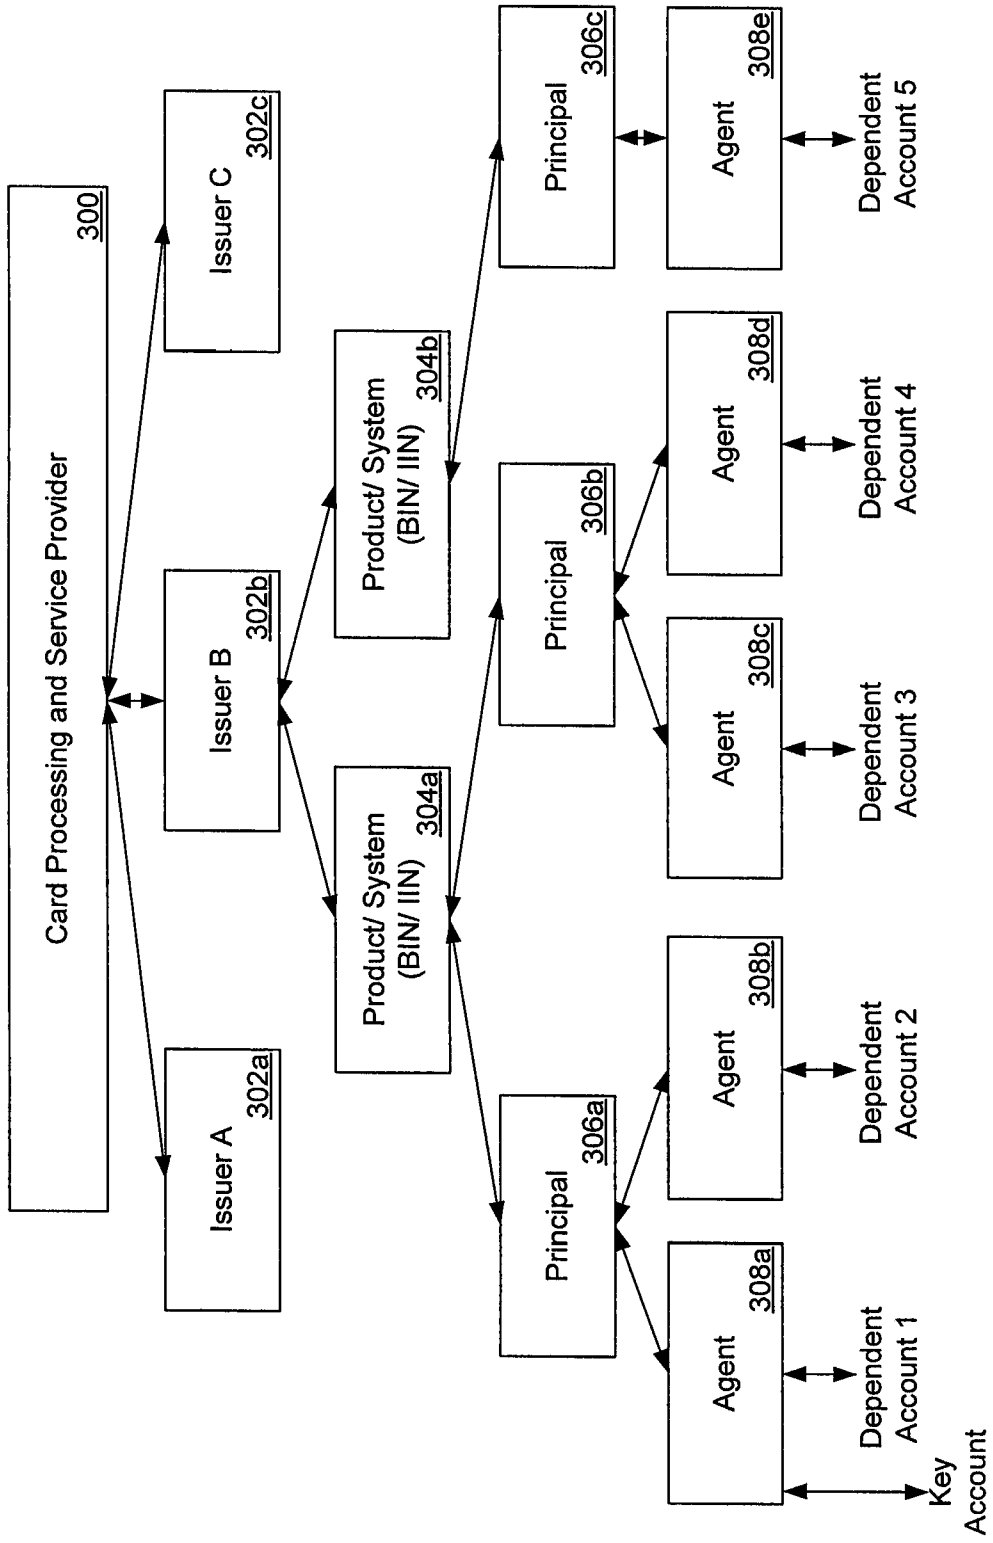 Card Processing and Service Provider
300
Issuer A
302a
Issuer B
302b
Issuer C
302c
Product/ System
(BIN/ IIN)
304a
Product/ System
(BIN/ IIN)
304b
Principal
306a
Principal
306b
Principal
306c
Agent
308a
Agent
308b
Agent
308c
Agent
308d
Agent
308e
Key
Account
Dependent
Account 1
Dependent
Account 2
Dependent
Account 3
Dependent
Account 4
Dependent
Account 5